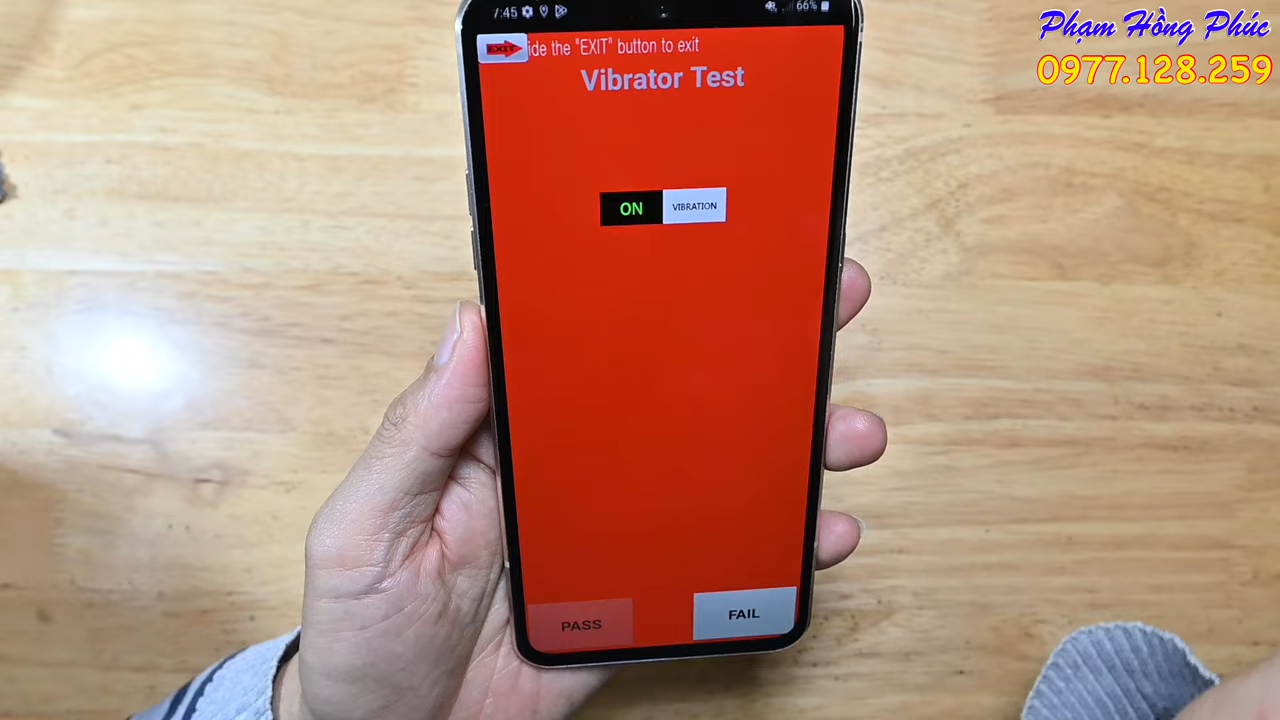 Phạm Hồng Phúc
0977.128.259
7:45 66%
EXIT ide the "EXIT" button to exit
Vibrator Test
ON VIBRATION
PASS FAIL